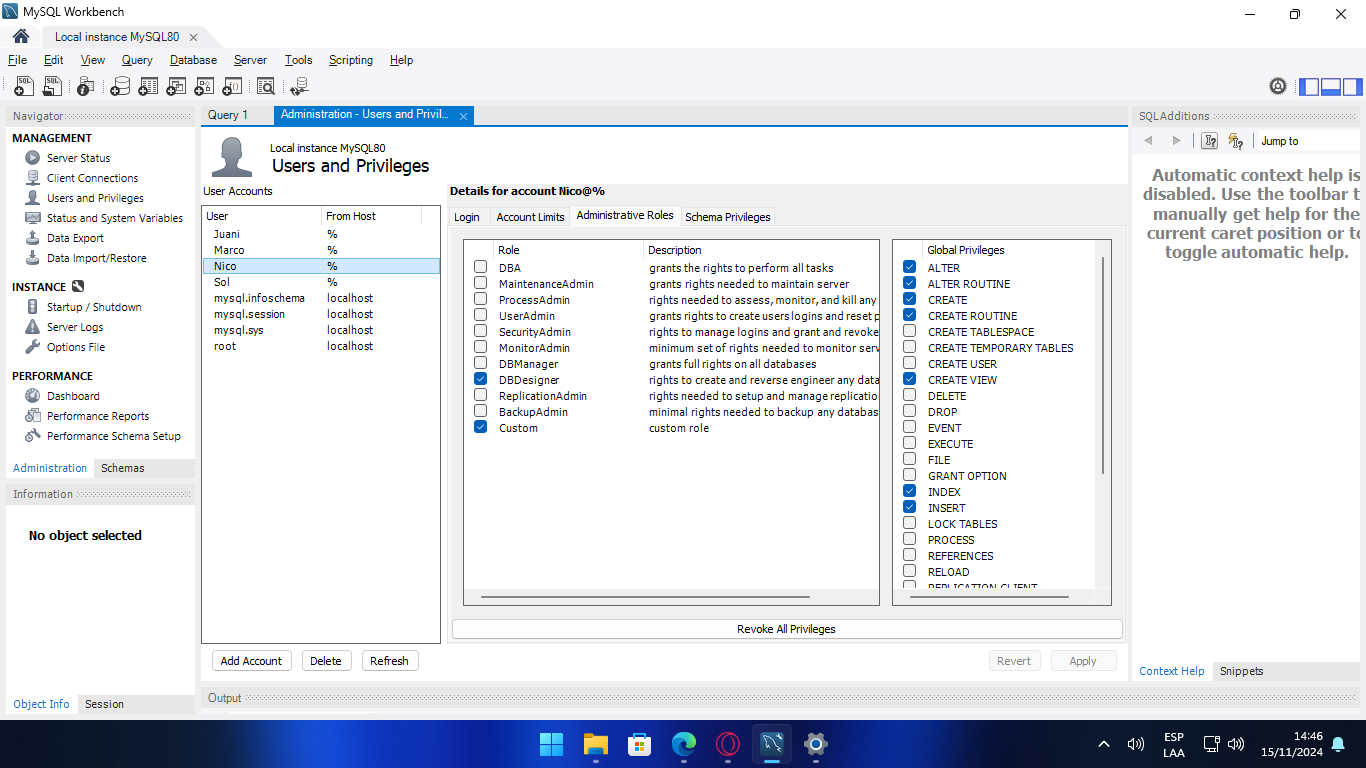 MySQL Workbench
Local instance MySQL80
File Edit View Query Database Server Tools Scripting Help
Navigator
MANAGEMENT
Server Status
Client Connections
Users and Privileges
Status and System Variables
Data Export
Data Import/Restore
INSTANCE
Startup / Shutdown
Server Logs
Options File
PERFORMANCE
Dashboard
Performance Reports
Performance Schema Setup
Administration Schemas
Information
No object selected
Object Info Session
Query 1 Administration - Users and Privil...
Local instance MySQL80
Users and Privileges
User Accounts
User From Host
Juani %
Marco %
Nico %
Sol %
mysql.infoschema localhost
mysql.session localhost
mysql.sys localhost
root localhost
Add Account Delete Refresh
Details for account Nico@%
Login Account Limits Administrative Roles Schema Privileges
Role Description
DBA grants the rights to perform all tasks
MaintenanceAdmin grants rights needed to maintain server
ProcessAdmin rights needed to assess, monitor, and kill any
UserAdmin grants rights to create users logins and reset p
SecurityAdmin rights to manage logins and grant and revoke
MonitorAdmin minimum set of rights needed to monitor serv
DBManager grants full rights on all databases
DBDesigner rights to create and reverse engineer any data
ReplicationAdmin rights needed to setup and manage replicatio
BackupAdmin minimal rights needed to backup any databas
Custom custom role
Global Privileges
ALTER
ALTER ROUTINE
CREATE
CREATE ROUTINE
CREATE TABLESPACE
CREATE TEMPORARY TABLES
CREATE USER
CREATE VIEW
DELETE
DROP
EVENT
EXECUTE
FILE
GRANT OPTION
INDEX
INSERT
LOCK TABLES
PROCESS
REFERENCES
RELOAD
REPLICATION CLIENT
Revoke All Privileges
Revert Apply
Output
SQLAdditions
Jump to
Automatic context help is
disabled. Use the toolbar t
manually get help for the
current caret position or to
toggle automatic help.
Context Help Snippets
ESP
LAA
14:46
15/11/2024